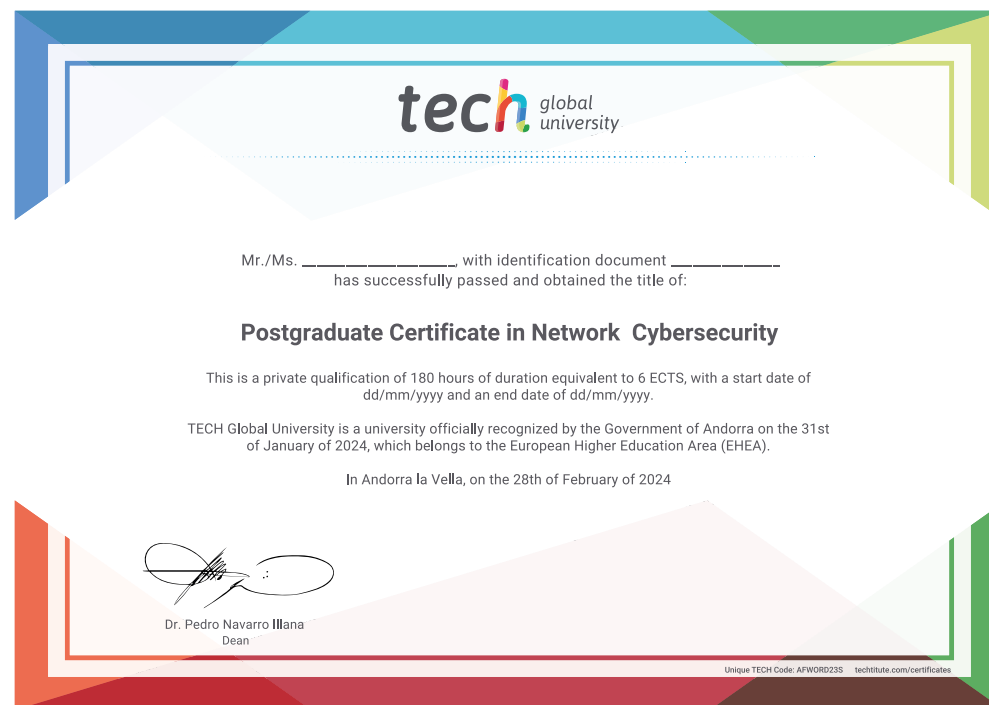 tech global university
Mr./Ms. ____________________, with identification document ______________
has successfully passed and obtained the title of:
Postgraduate Certificate in Network  Cybersecurity
This is a private qualification of 180 hours of duration equivalent to 6 ECTS, with a start date of
dd/mm/yyyy and an end date of dd/mm/yyyy.
TECH Global University is a university officially recognized by the Government of Andorra on the 31st
of January of 2024, which belongs to the European Higher Education Area (EHEA).
In Andorra la Vella, on the 28th of February of 2024
Dr. Pedro Navarro Illana
Dean
Unique TECH Code: AFWORD23S   techtitute.com/certificates